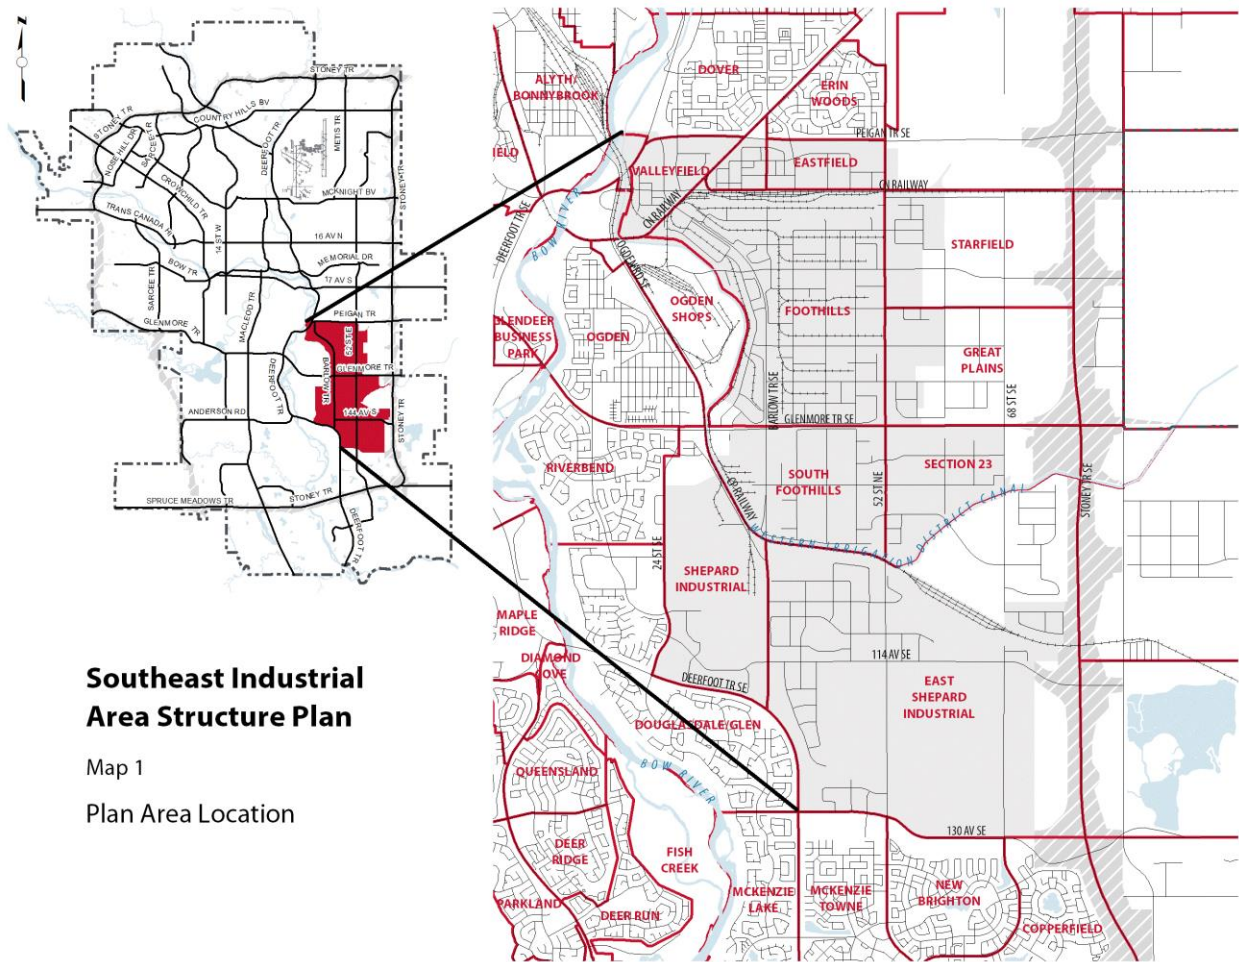 N
STONEY TR
STONEY TR
COUNTRY HILLS BV
NOSE HILL DR
SARCEE TR
DEERFOOT TR
METIS TR
CROWCHILD TR
MCKNIGHT BV
STONEY TR
TRANS CANADA HI
14 ST W
16 AV N
BOW TR
MEMORIAL DR
17 AV S
SARCEE TR
MACLEOD TR
GLENMORE TR
PEIGAN TR
52 ST E
BARLOW TR
GLENMORE TR
DEERFOOT TR
ANDERSON RD
144 AV S
STONEY TR
STONEY TR
SPRUCE MEADOWS TR
DEERFOOT TR
Southeast Industrial
Area Structure Plan
Map 1
Plan Area Location
ALYTH/
BONNYBROOK
DOVER
ERIN
WOODS
PEIGAN TR SE
IELD
VALLEYFIELD
EASTFIELD
CN RAILWAY
CN RAILWAY
DEERFOOT TR SE
BOW RIVER
OGDEN RD SE
STARFIELD
OGDEN
SHOPS
FOOTHILLS
GLENDEER
BUSINESS
PARK
OGDEN
GREAT
PLAINS
BARLOW TR SE
68 ST SE
GLENMORE TR SE
RIVERBEND
SOUTH
FOOTHILLS
SECTION 23
CP RAILWAY
52 ST NE
STONEY TR SE
WESTERN IRRIGATION DISTRICT CANAL
24 ST SE
SHEPARD
INDUSTRIAL
MAPLE
RIDGE
DIAMOND
COVE
114 AV SE
DEERFOOT TR SE
EAST
SHEPARD
INDUSTRIAL
DOUGLASDALE/GLEN
QUEENSLAND
BOW RIVER
130 AV SE
DEER
RIDGE
FISH
CREEK
MCKENZIE
LAKE
MCKENZIE
TOWNE
NEW
BRIGHTON
PARKLAND
DEER RUN
COPPERFIELD